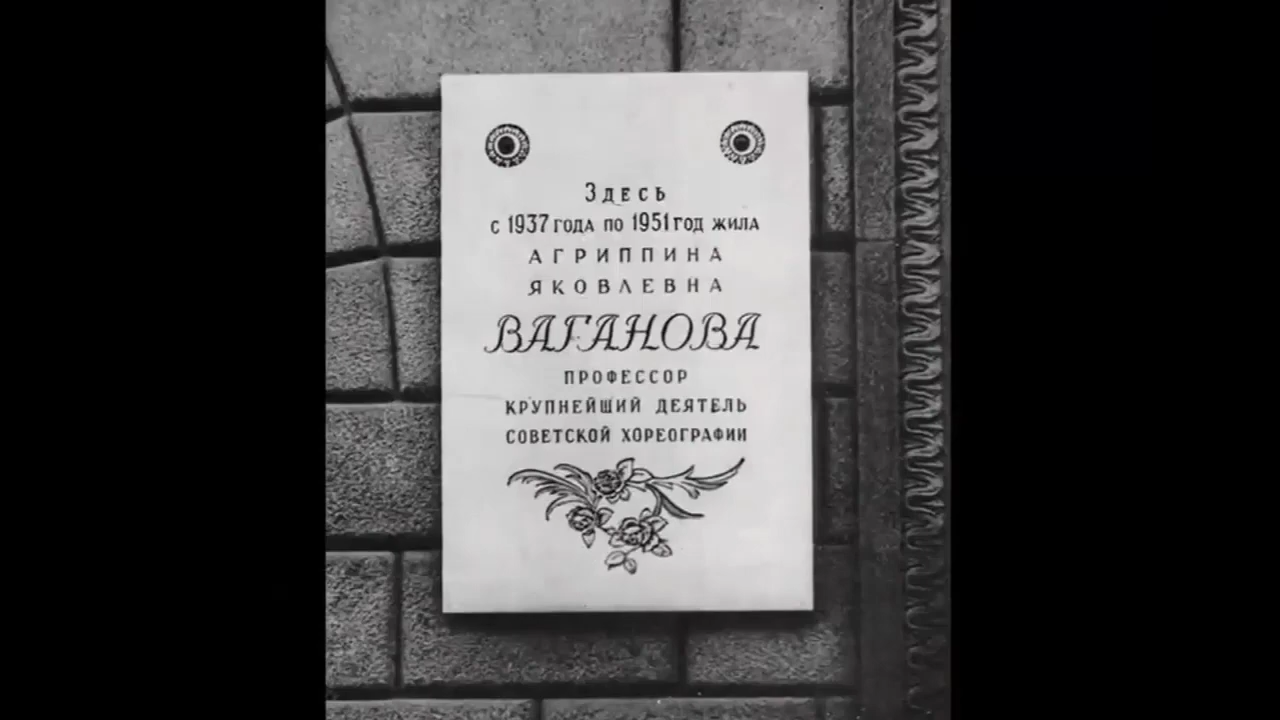 Здесь
с 1937 года по 1951 год жила
АГРИППИНА
ЯКОВЛЕВНА
ВАГАНОВА
ПРОФЕССОР
КРУПНЕЙШИЙ ДЕЯТЕЛЬ
СОВЕТСКОЙ ХОРЕОГРАФИИ